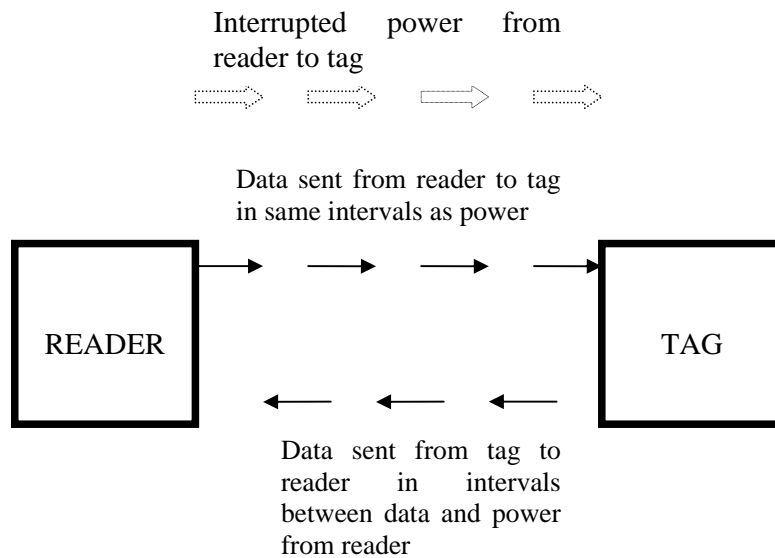 Interrupted power from
reader to tag
Data sent from reader to tag
in same intervals as power
READER
TAG
Data sent from tag to
reader in intervals
between data and power
from reader